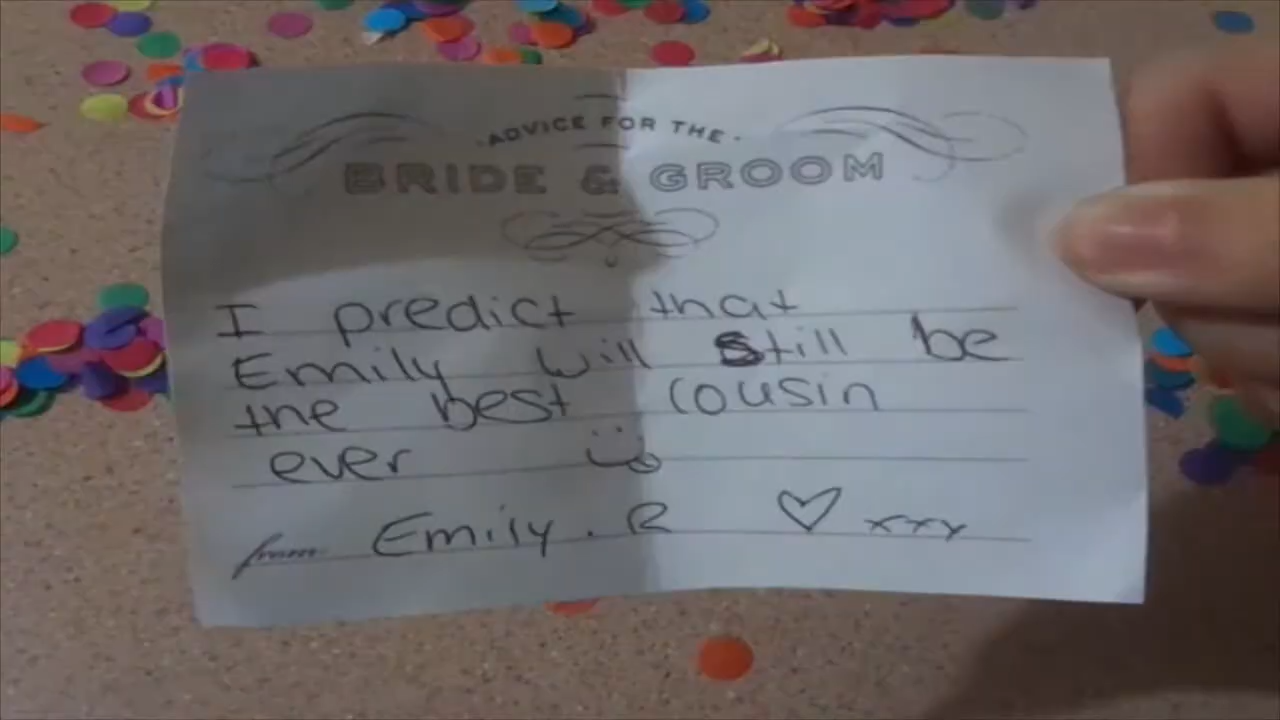 ·ADVICE FOR THE·
BRIDE & GROOM
I predict that
Emily will still be
the best cousin
ever
from Emily. R ♡ xxx